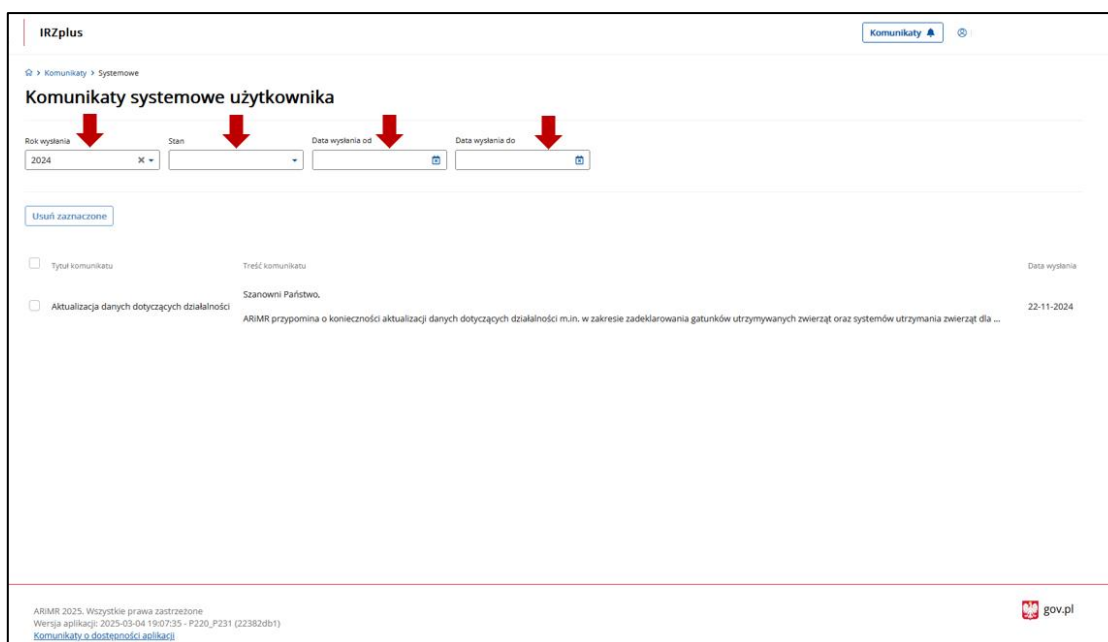 IRZplus
Komunikaty
Komunikaty > Systemowe
Komunikaty systemowe użytkownika
Rok wysłania Stan Data wysłania od Data wysłania do
2024
Usuń zaznaczone
Tytuł komunikatu Treść komunikatu Data wysłania
Szanowni Państwo,
Aktualizacja danych dotyczących działalności 22-11-2024
ARiMR przypomina o konieczności aktualizacji danych dotyczących działalności m.in. w zakresie zadeklarowania gatunków utrzymywanych zwierząt oraz systemów utrzymania zwierząt dla ...
ARiMR 2025. Wszystkie prawa zastrzeżone
gov.pl
Wersja aplikacji: 2025-03-04 19:07:35 - P220_P231 (22382db1)
Komunikaty o dostępności aplikacji